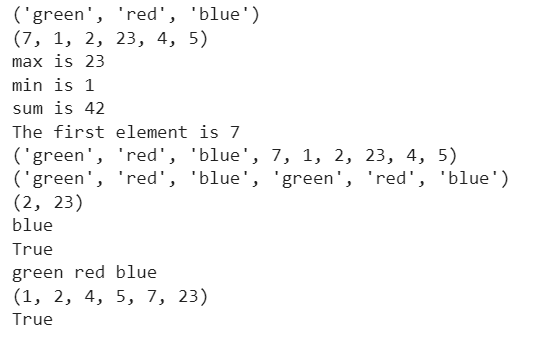 ('green', 'red', 'blue')
(7, 1, 2, 23, 4, 5)
max is 23
min is 1
sum is 42
The first element is 7
('green', 'red', 'blue', 7, 1, 2, 23, 4, 5)
('green', 'red', 'blue', 'green', 'red', 'blue')
(2, 23)
blue
True
green red blue
(1, 2, 4, 5, 7, 23)
True